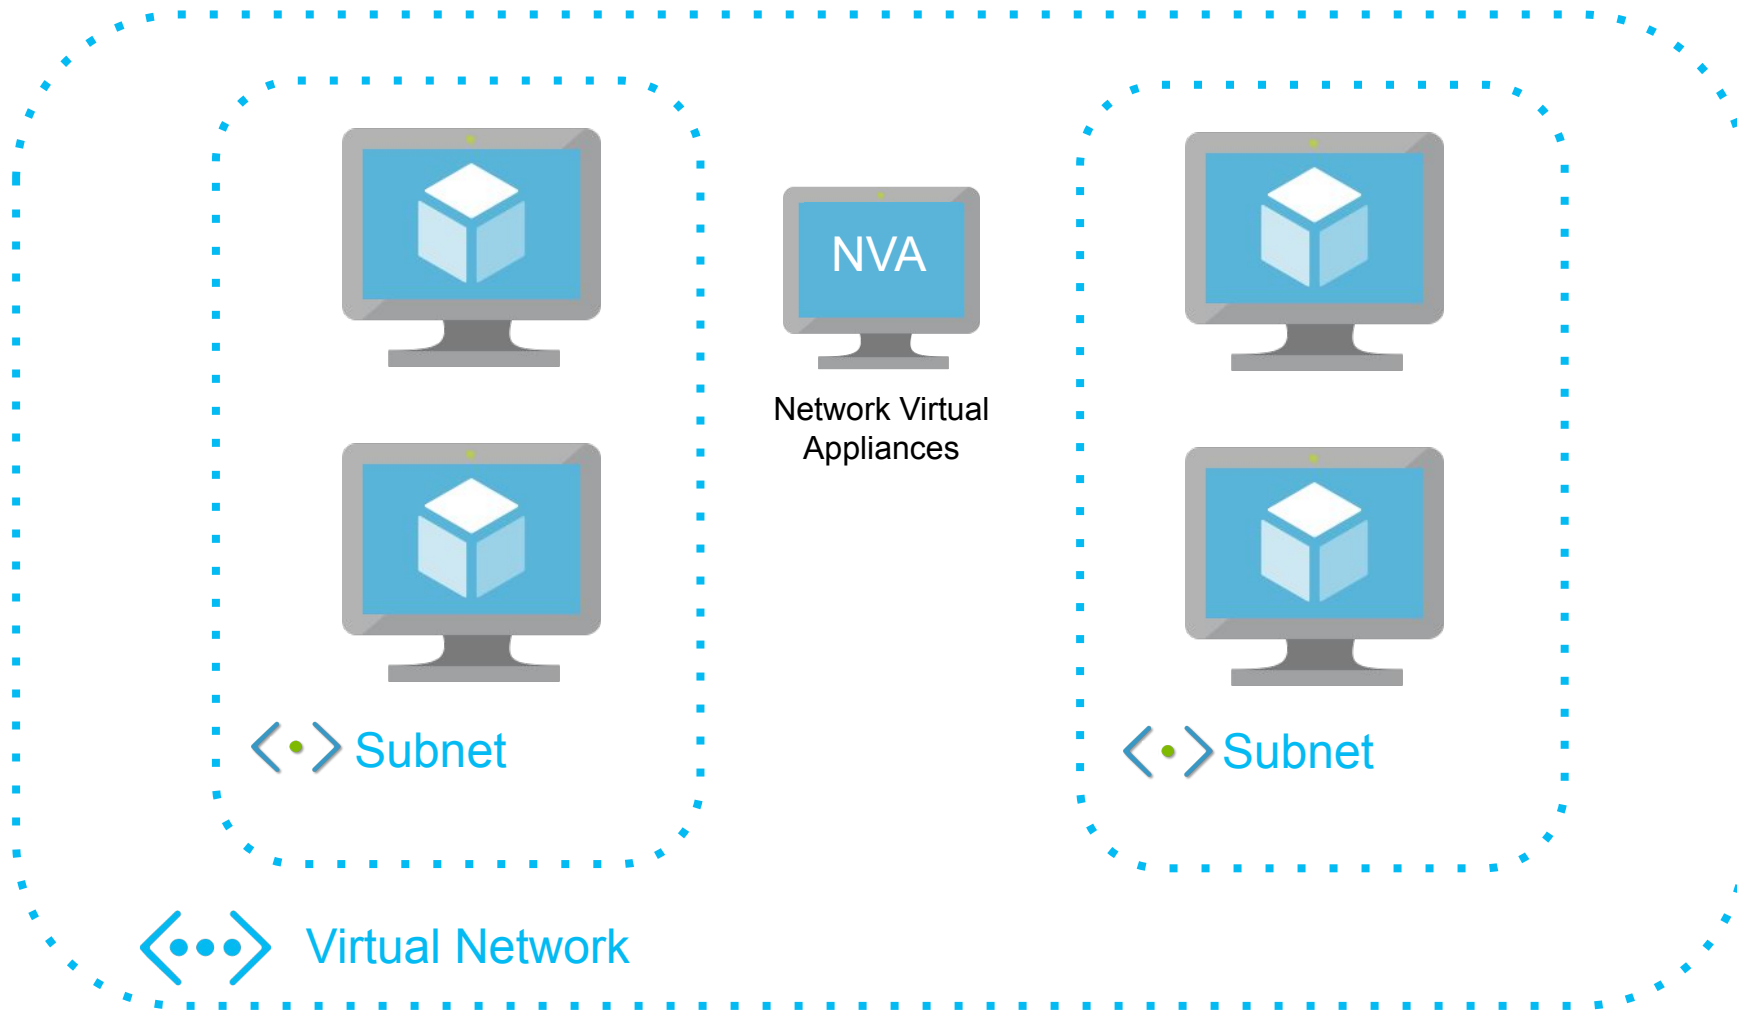 NVA
Network Virtual
Appliances
Subnet
Subnet
Virtual Network